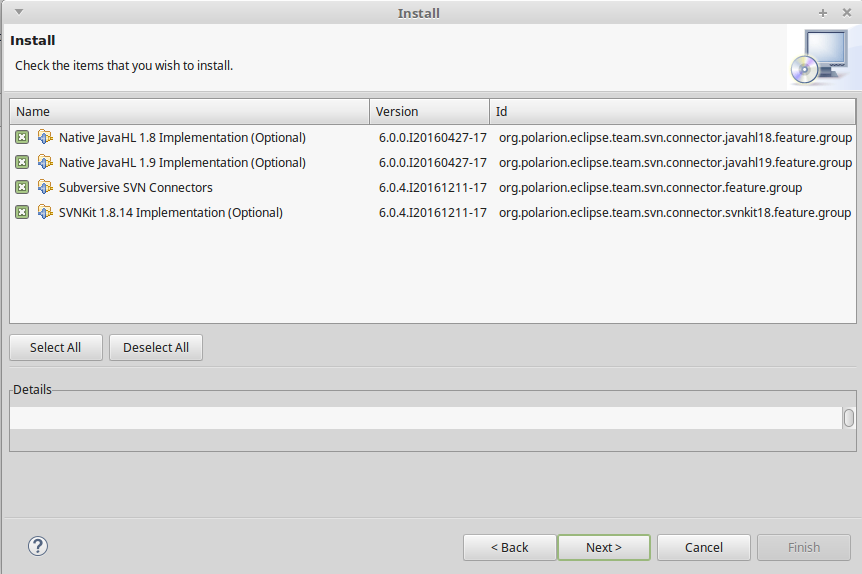 Install
Install
Check the items that you wish to install.
Name Version Id
Native JavaHL 1.8 Implementation (Optional) 6.0.0.I20160427-17 org.polarion.eclipse.team.svn.connector.javahl18.feature.group
Native JavaHL 1.9 Implementation (Optional) 6.0.0.I20160427-17 org.polarion.eclipse.team.svn.connector.javahl19.feature.group
Subversive SVN Connectors 6.0.4.I20161211-17 org.polarion.eclipse.team.svn.connector.feature.group
SVNKit 1.8.14 Implementation (Optional) 6.0.4.I20161211-17 org.polarion.eclipse.team.svn.connector.svnkit18.feature.group
Select All Deselect All
Details
? < Back Next > Cancel Finish